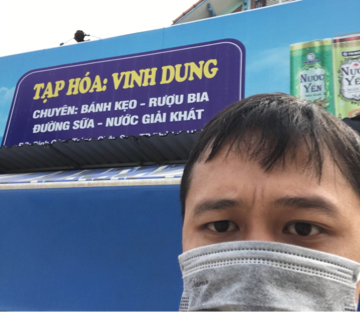 TẠP HÓA: VINH DUNG
CHUYÊN: BÁNH KẸO - RƯỢU BIA
ĐƯỜNG SỮA - NƯỚC GIẢI KHÁT
NƯỚC YẾN
NƯỚC YẾN